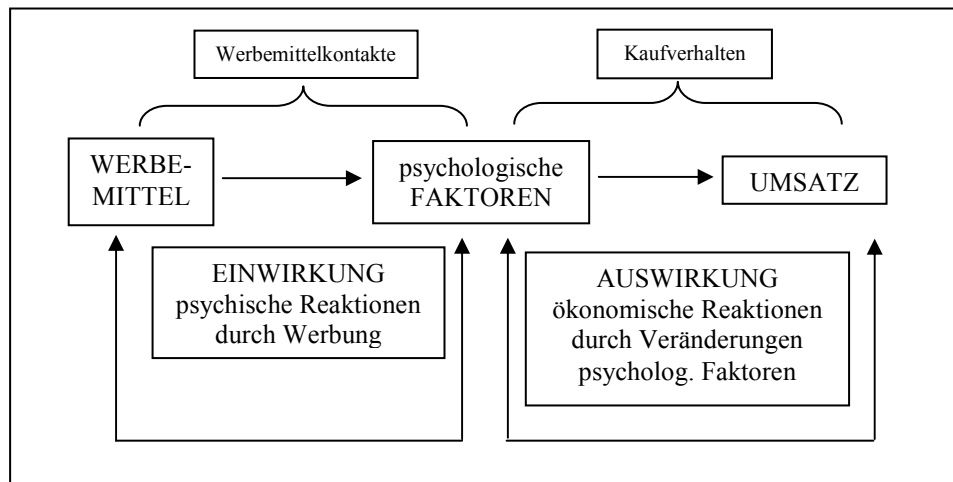 Werbemittelkontakte
Kaufverhalten
WERBE-
MITTEL
psychologische
FAKTOREN
UMSATZ
EINWIRKUNG
psychische Reaktionen
durch Werbung
AUSWIRKUNG
ökonomische Reaktionen
durch Veränderungen
psycholog. Faktoren